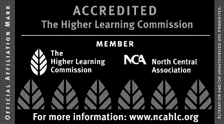 OFFICIAL AFFILIATION MARK
ACCREDITED
The Higher Learning Commission
MEMBER
The
Higher Learning
Commission
NCA
North Central
Association
For more information: www.ncahlc.org